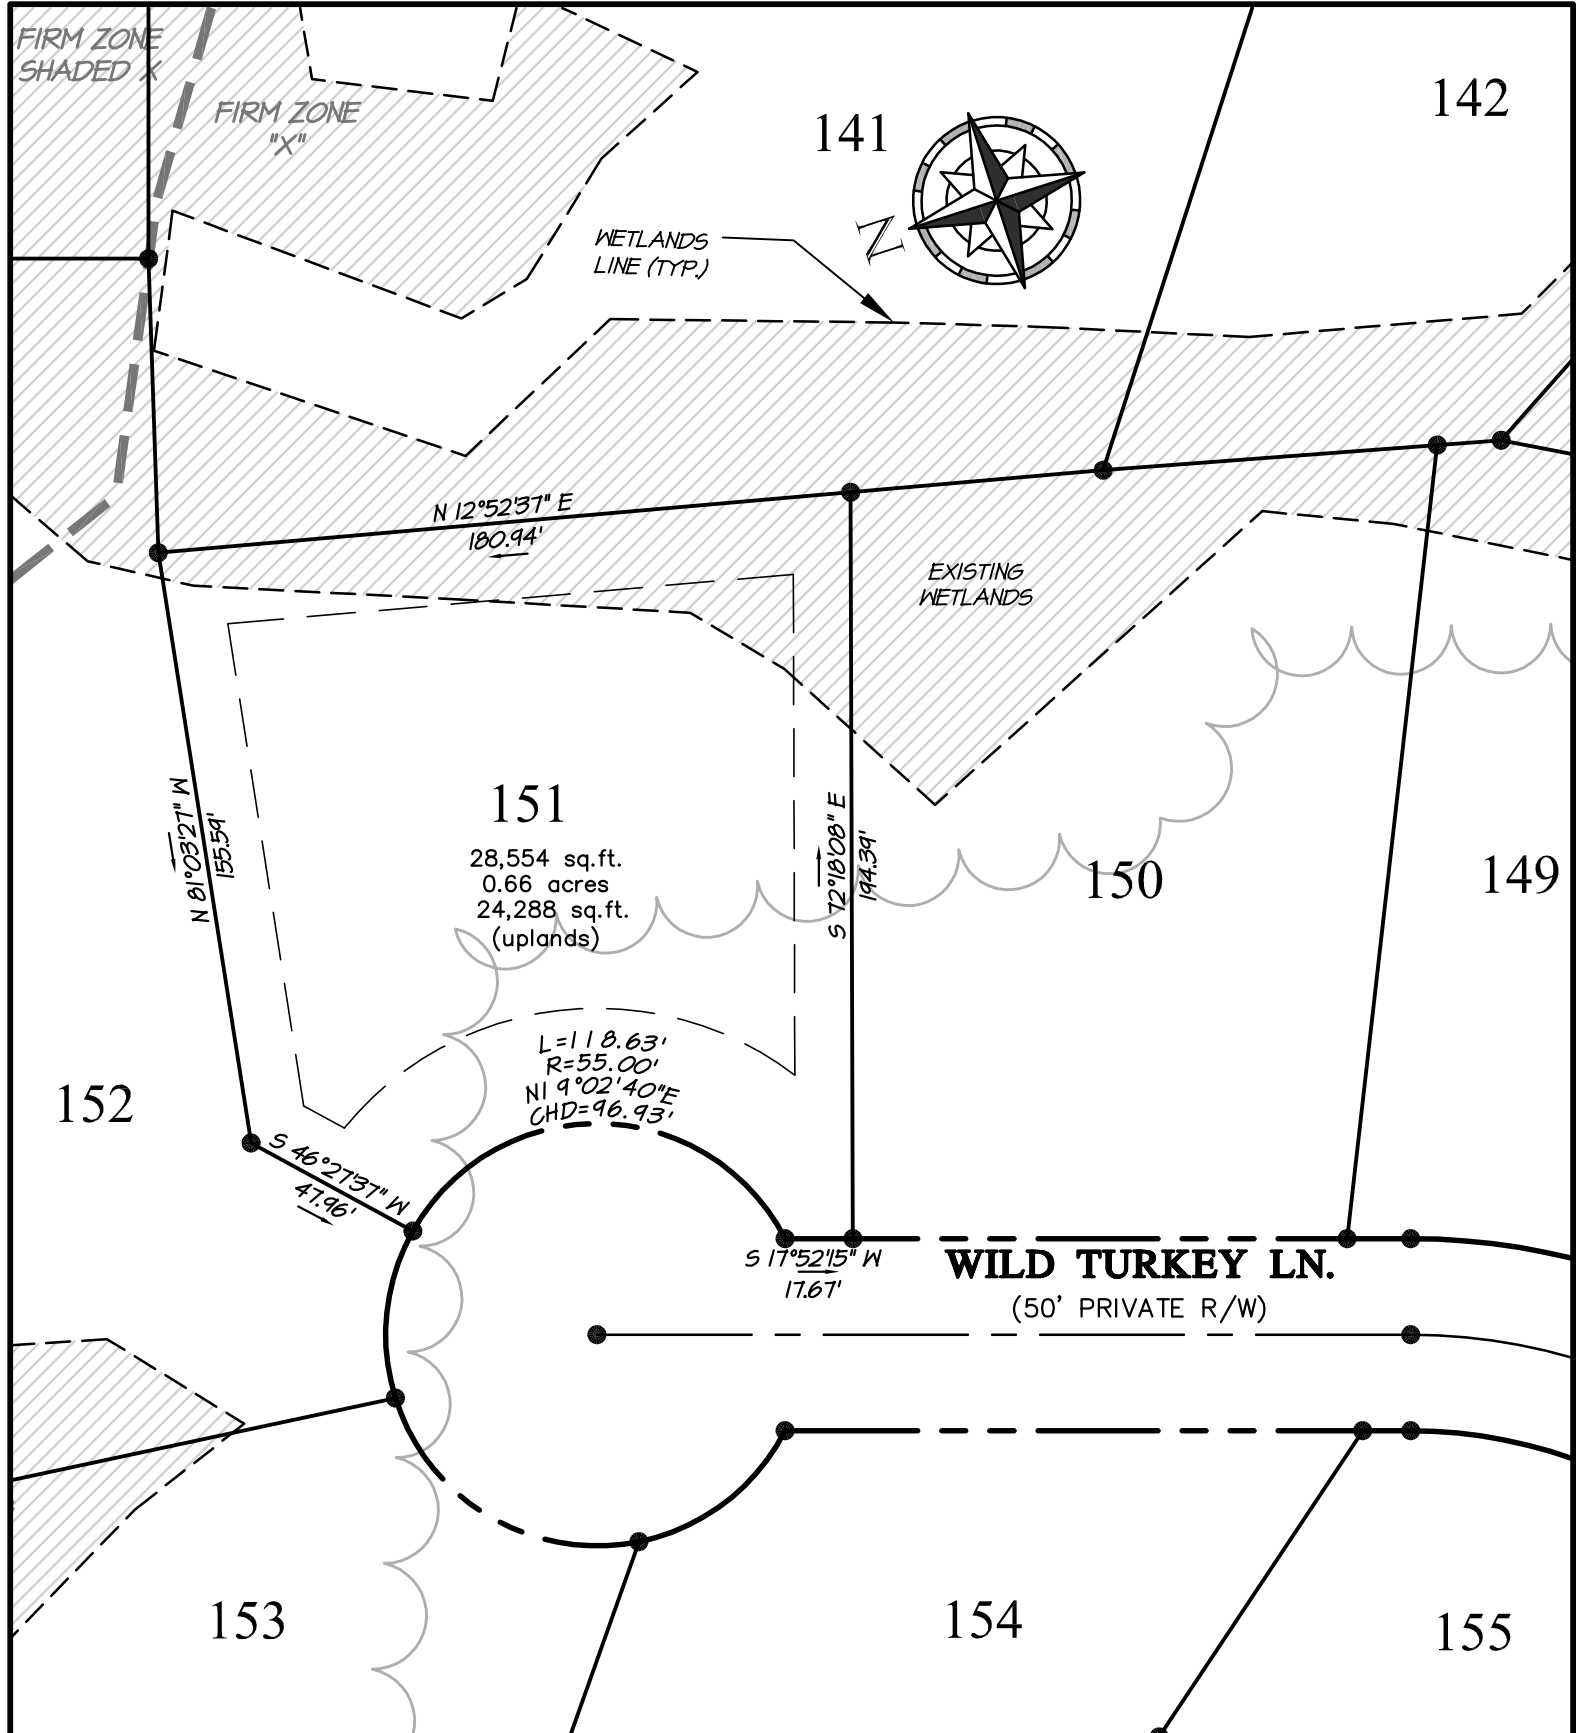 FIRM ZONE
SHADED X
FIRM ZONE
"X"
141
142
N
WETLANDS
LINE (TYP.)
N 12°52'37" E
180.94'
EXISTING
WETLANDS
N 81°03'27" W
155.59'
151
28,554 sq.ft.
0.66 acres
24,288 sq.ft.
(uplands)
S 72°18'08" E
194.39'
150
149
152
L=118.63'
R=55.00'
N19°02'40"E
CHD=96.93'
S 46°27'37" W
47.96'
S 17°52'15" W
17.67'
WILD TURKEY LN.
(50' PRIVATE R/W)
153
154
155